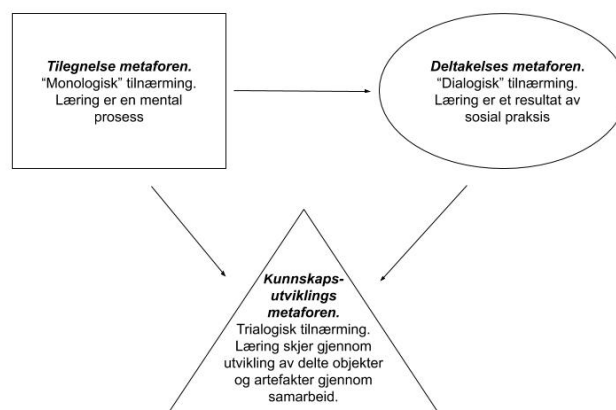 Tilegnelse metaforen.
“Monologisk” tilnærming.
Læring er en mental
prosess
Deltakelses metaforen.
“Dialogisk” tilnærming.
Læring er et resultat av
sosial praksis
Kunnskaps-
utviklings
metaforen.
Trialogisk tilnærming.
Læring skjer gjennom
utvikling av delte objekter
og artefakter gjennom
samarbeid.